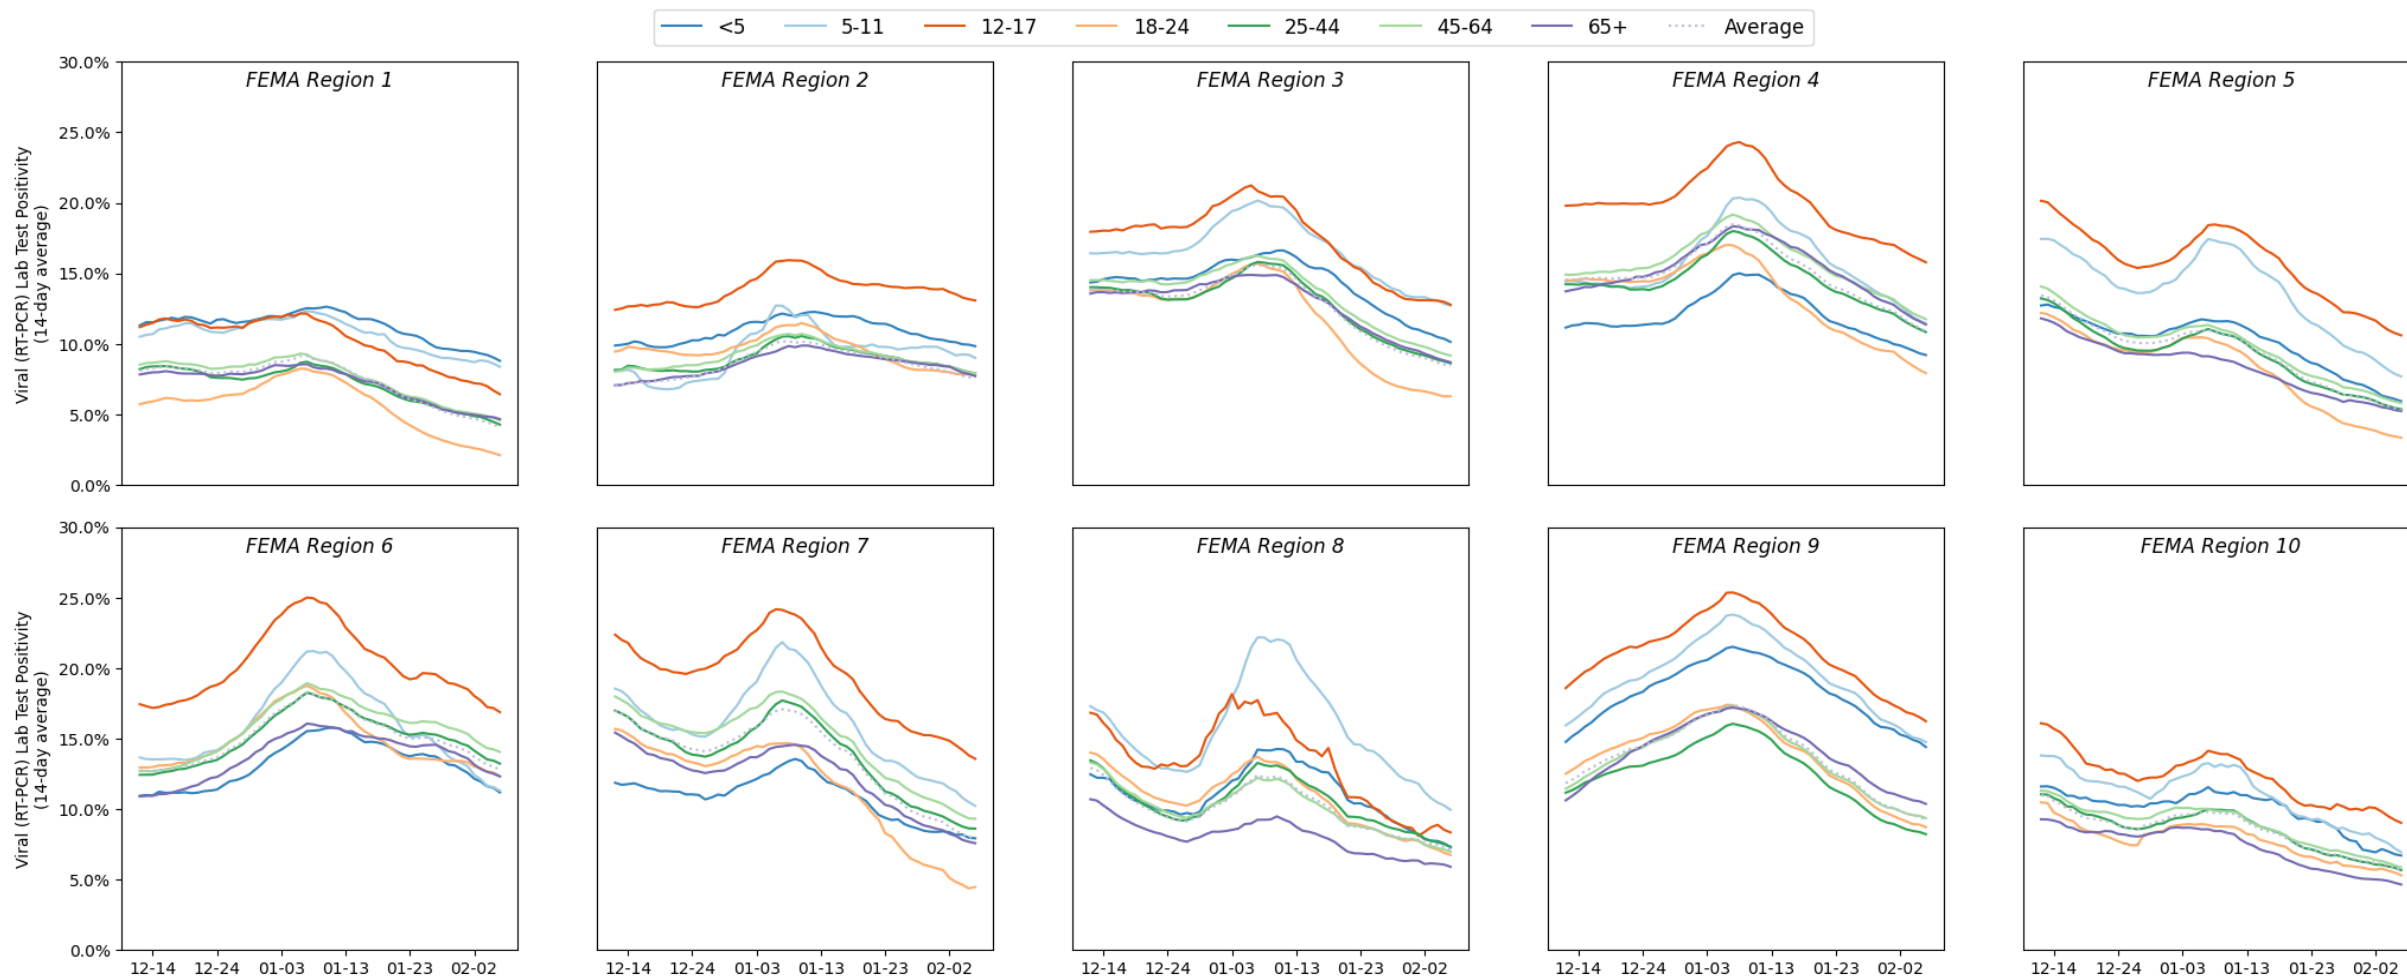 <5 5-11 12-17 18-24 25-44 45-64 65+ Average
FEMA Region 1 FEMA Region 2 FEMA Region 3 FEMA Region 4 FEMA Region 5
Viral (RT-PCR) Lab Test Positivity
(14-day average)
30.0%
25.0%
20.0%
15.0%
10.0%
5.0%
0.0%
FEMA Region 6 FEMA Region 7 FEMA Region 8 FEMA Region 9 FEMA Region 10
Viral (RT-PCR) Lab Test Positivity
(14-day average)
30.0%
25.0%
20.0%
15.0%
10.0%
5.0%
0.0%
12-14 12-24 01-03 01-13 01-23 02-02 12-14 12-24 01-03 01-13 01-23 02-02 12-14 12-24 01-03 01-13 01-23 02-02 12-14 12-24 01-03 01-13 01-23 02-02 12-14 12-24 01-03 01-13 01-23 02-02